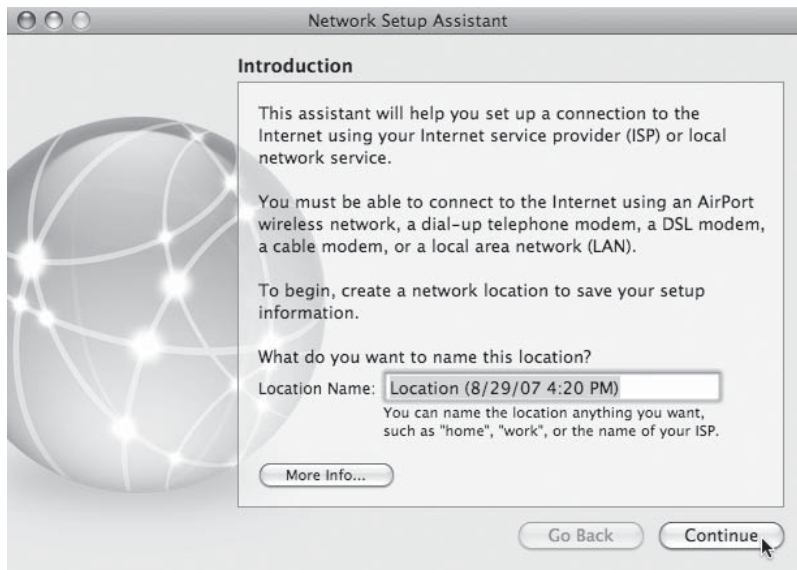 Network Setup Assistant
Introduction
This assistant will help you set up a connection to the
Internet using your Internet service provider (ISP) or local
network service.
You must be able to connect to the Internet using an AirPort
wireless network, a dial-up telephone modem, a DSL modem,
a cable modem, or a local area network (LAN).
To begin, create a network location to save your setup
information.
What do you want to name this location?
Location Name: Location (8/29/07 4:20 PM)
You can name the location anything you want,
such as "home", "work", or the name of your ISP.
More Info...
Go Back Continue